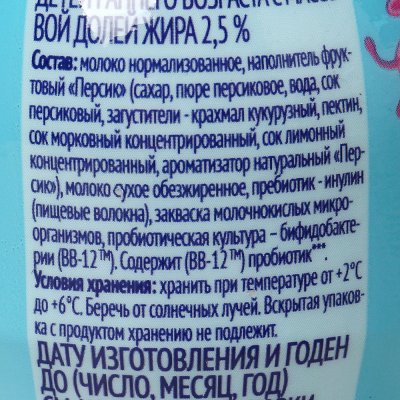 ВОЙ ДОЛЕЙ ЖИРА 2,5 %
Состав: молоко нормализованное, наполнитель фрук-
товый «Персик» (сахар, пюре персиковое, вода, сок
персиковый, загустители - крахмал кукурузный, пектин,
сок морковный концентрированный, сок лимонный
концентрированный, ароматизатор натуральный «Пер-
сик»), молоко сухое обезжиренное, пребиотик - инулин
(пищевые волокна), закваска молочнокислых микро-
организмов, пробиотическая культура – бифидобакте-
рии (BB-12™). Содержит (BB-12™) пробиотик***.
Условия хранения: хранить при температуре от +2°С
до +6°С. Беречь от солнечных лучей. Вскрытая упаков-
ка с продуктом хранению не подлежит.
ДАТУ ИЗГОТОВЛЕНИЯ И ГОДЕН
ДО (ЧИСЛО, МЕСЯЦ, ГОД)